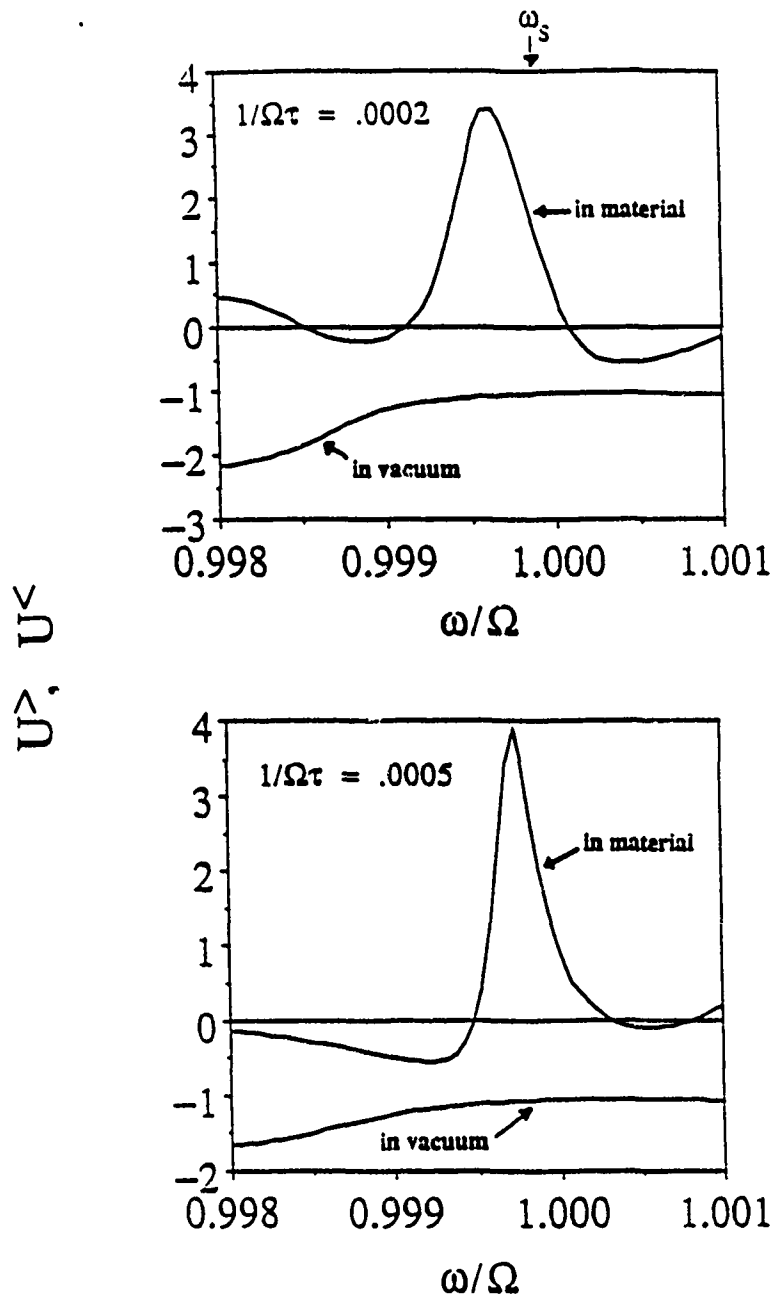 ωs
4
1/Ωτ = .0002
3
2
in material
1
0
−1
−2
in vacuum
−3
0.998 0.999 1.000 1.001
ω/Ω
U>, U<
4
1/Ωτ = .0005
3
in material
2
1
0
−1
in vacuum
−2
0.998 0.999 1.000 1.001
ω/Ω